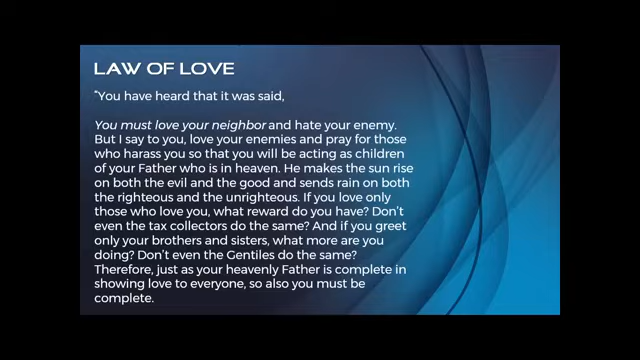 LAW OF LOVE
"You have heard that it was said,
You must love your neighbor and hate your enemy.
But I say to you, love your enemies and pray for those
who harass you so that you will be acting as children
of your Father who is in heaven. He makes the sun rise
on both the evil and the good and sends rain on both
the righteous and the unrighteous. If you love only
those who love you, what reward do you have? Don't
even the tax collectors do the same? And if you greet
only your brothers and sisters, what more are you
doing? Don't even the Gentiles do the same?
Therefore, just as your heavenly Father is complete in
showing love to everyone, so also you must be
complete.